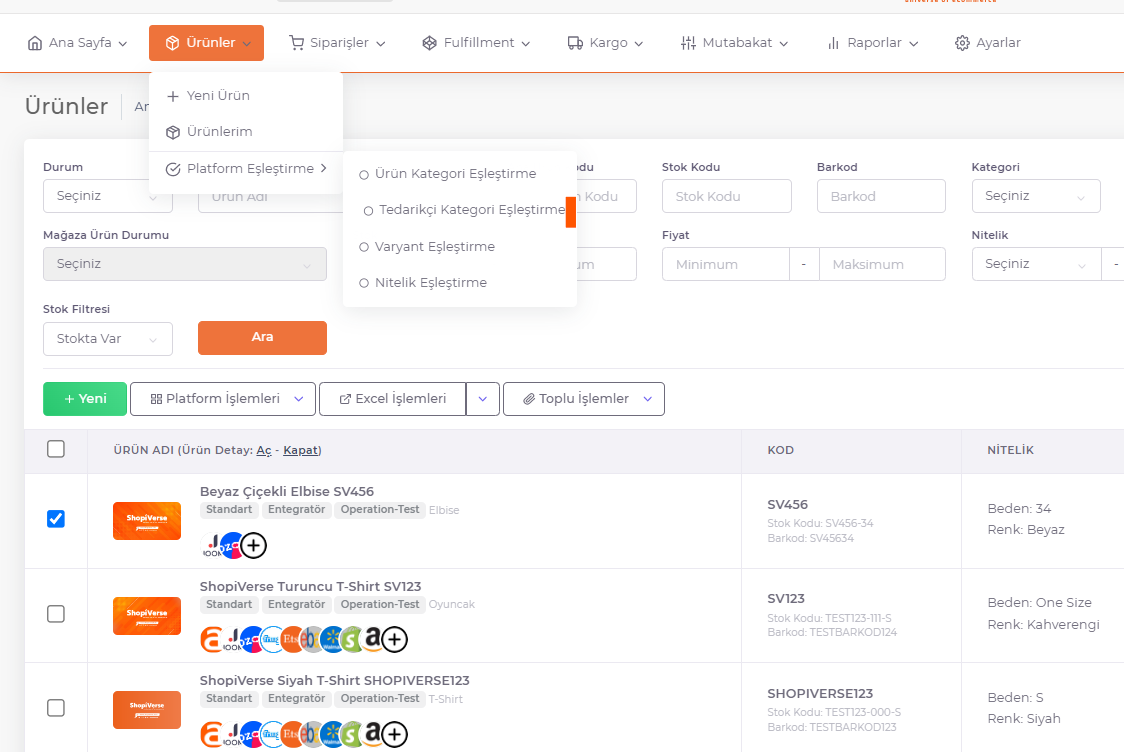 Ana Sayfa
Ürünler
Siparişler
Fulfillment
Kargo
Mutabakat
Raporlar
Ayarlar
Ürünler
Yeni Ürün
Ürünlerim
Platform Eşleştirme
Ürün Kategori Eşleştirme
Tedarikçi Kategori Eşleştirme
Varyant Eşleştirme
Nitelik Eşleştirme
Durum
Stok Kodu
Barkod
Kategori
Seçiniz
Ürün Adı
Kodu
Stok Kodu
Barkod
Seçiniz
Mağaza Ürün Durumu
Fiyat
Nitelik
Seçiniz
Minimum
-
Maksimum
Seçiniz
-
Stok Filtresi
Stokta Var
Ara
+ Yeni
Platform İşlemleri
Excel İşlemleri
Toplu İşlemler
ÜRÜN ADI (Ürün Detay: Aç - Kapat)
KOD
NİTELİK
Beyaz Çiçekli Elbise SV456
Standart Entegratör Operation-Test Elbise
ShopiVerse
SV456
Stok Kodu: SV456-34
Barkod: SV45634
Beden: 34
Renk: Beyaz
ShopiVerse Turuncu T-Shirt SV123
Standart Entegratör Operation-Test Oyuncak
ShopiVerse
SV123
Stok Kodu: TEST123-111-S
Barkod: TESTBARKOD124
Beden: One Size
Renk: Kahverengi
ShopiVerse Siyah T-Shirt SHOPIVERSE123
Standart Entegratör Operation-Test T-Shirt
ShopiVerse
SHOPIVERSE123
Stok Kodu: TEST123-000-S
Barkod: TESTBARKOD123
Beden: S
Renk: Siyah